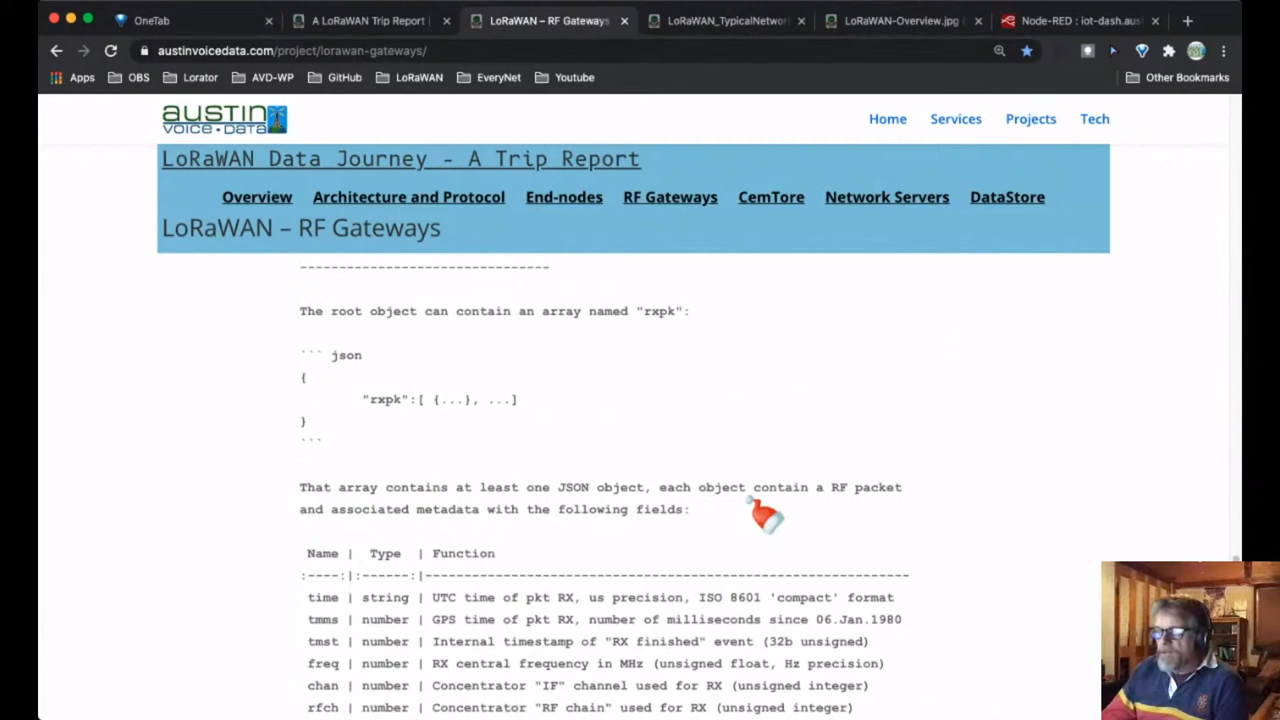 OneTab
A LoRaWAN Trip Report
LoRaWAN – RF Gateways
LoRaWAN_TypicalNetwor
LoRaWAN-Overview.jpg
Node-RED : iot-dash.aus
austinvoicedata.com/project/lorawan-gateways/
Apps OBS Lorator AVD-WP GitHub LoRaWAN EveryNet Youtube Other Bookmarks
austin
voice • data
Home Services Projects Tech
LoRaWAN Data Journey - A Trip Report
Overview Architecture and Protocol End-nodes RF Gateways CemTore Network Servers DataStore
LoRaWAN – RF Gateways
--------------------------------
The root object can contain an array named "rxpk":
``` json
{
"rxpk":[ {...}, ...]
}
```
That array contains at least one JSON object, each object contain a RF packet
and associated metadata with the following fields:
Name | Type | Function
:----:|:------:|--------------------------------------------------------------
time | string | UTC time of pkt RX, us precision, ISO 8601 'compact' format
tmms | number | GPS time of pkt RX, number of milliseconds since 06.Jan.1980
tmst | number | Internal timestamp of "RX finished" event (32b unsigned)
freq | number | RX central frequency in MHz (unsigned float, Hz precision)
chan | number | Concentrator "IF" channel used for RX (unsigned integer)
rfch | number | Concentrator "RF chain" used for RX (unsigned integer)